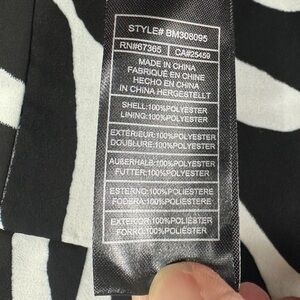 STYLE# BM308095
RN#67365 CA#25459
MADE IN CHINA
FABRIQUÉ EN CHINE
HECHO EN CHINA
IN CHINA HERGESTELLT
SHELL:100%POLYESTER
LINING:100%POLYESTER
EXTÉRIEUR:100%POLYESTER
DOUBLURE:100%POLYESTER
AUßERHALB:100%POLYESTER
FUTTER:100%POLYESTER
ESTERNO:100%POLIESTERE
FODERA:100%POLIESTERE
EXTERIOR:100%POLIÉSTER
FORRO:100%POLIÉSTER